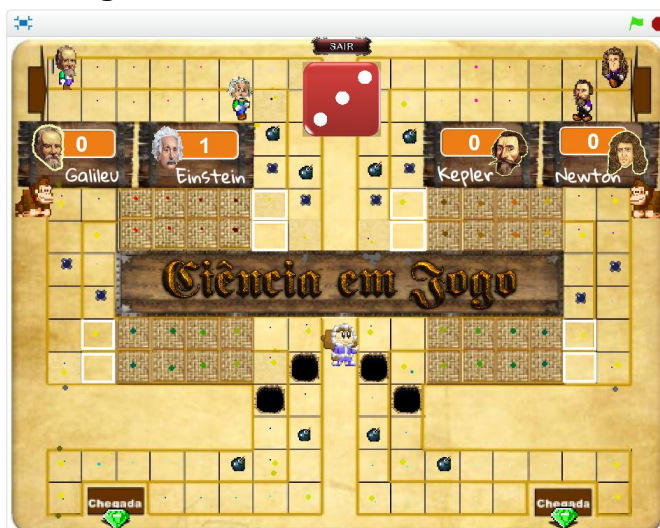 SAIR
0
1
0
0
Galileu
Einstein
Kepler
Newton
Ciência em Jogo
Chegada
Chegada